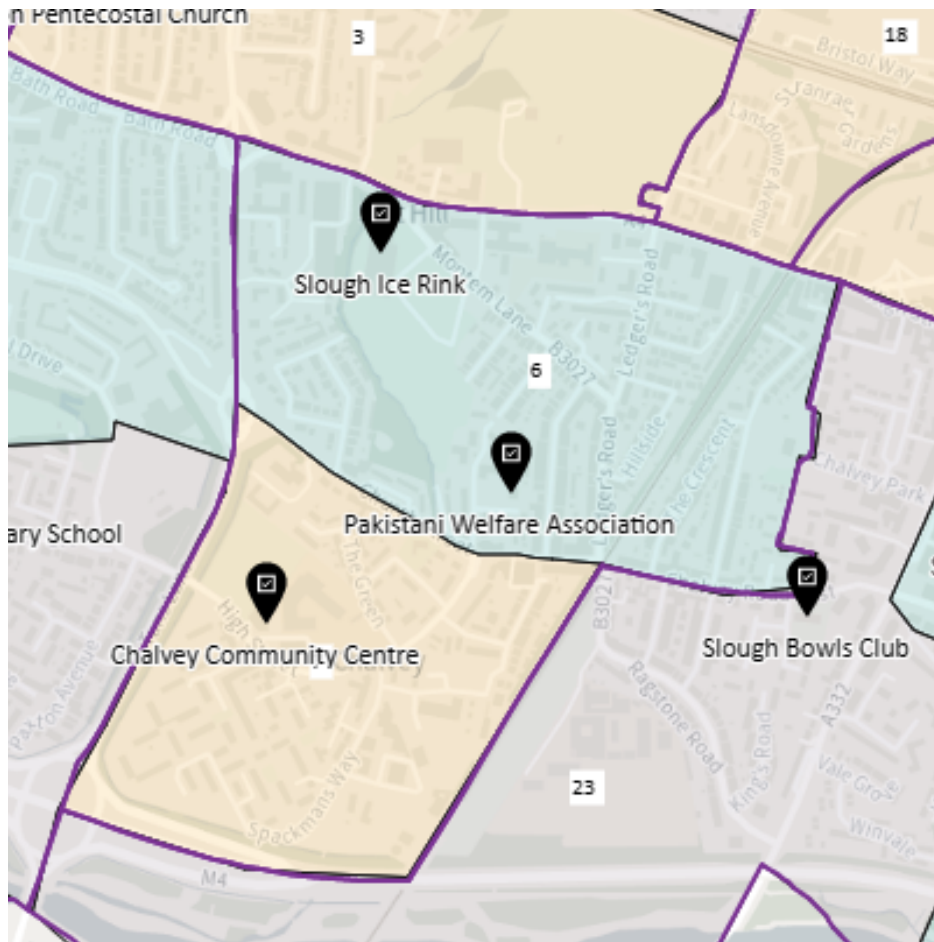 n Pentecostal Church
3
18
Bristol Way
Bath Road
Bath Road
Lansdowne Avenue
Gardens
Hill
A4
Slough Ice Rink
Montem Lane
B3027
Ledger's Road
6
l Drive
Hillside
The Crescent
Chalvey Park
Pakistani Welfare Association
ary School
The Green
B3027
Slough Bowls Club
Chalvey Community Centre
Paxton Avenue
Ragstone Road
A332
King's Road
Vale Grove
23
Spackmans Way
Winvale
M4